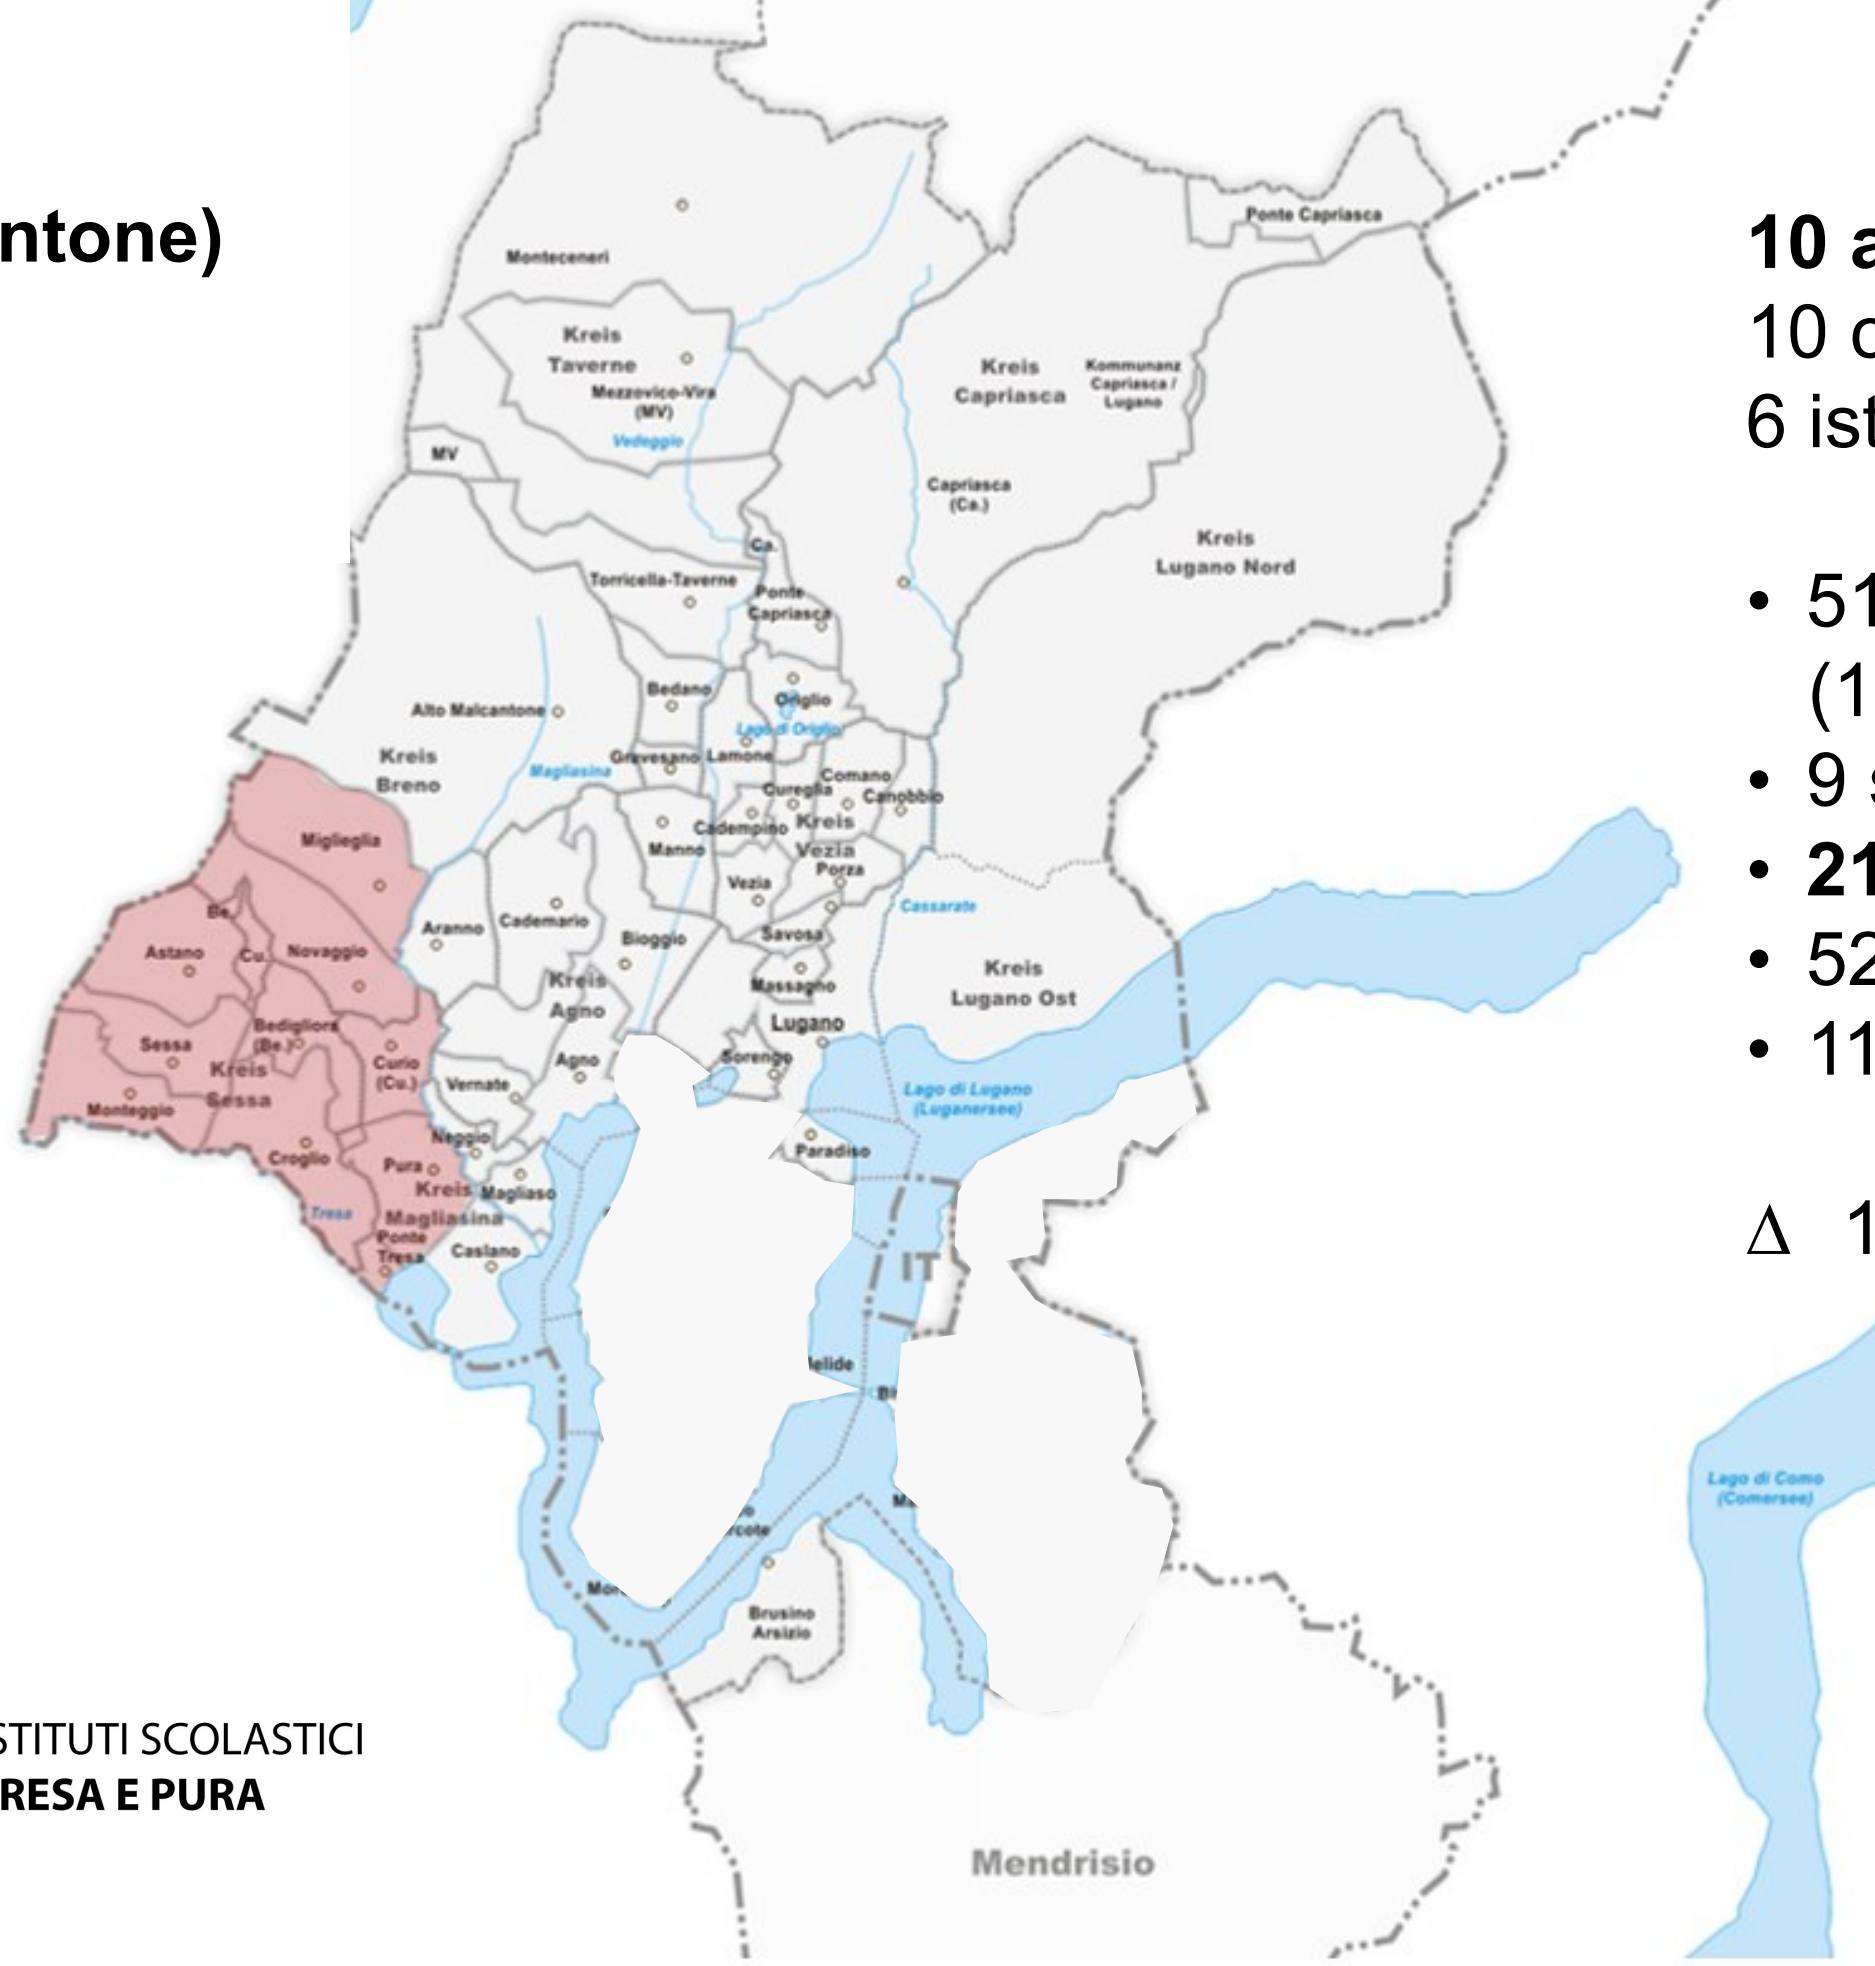 ntone)
10 a
10 c
6 ist
• 51
(1
• 9 s
• 21
• 52
• 11
Δ 1
Ponte Capriasca
Monteceneri
Kreis
Taverne
Mezzovico-Vira
(MV)
Vedeggio
Kreis
Capriasca
Kommunanz
Capriasca /
Lugano
MV
Capriasca
(Ca.)
Kreis
Lugano Nord
Ca.
Torricella-Taverne
Ponte
Capriasca
Bedano
Origlio
Alto Malcantone
Lago di Origlio
Kreis
Breno
Gravesano
Lamone
Magliasina
Comano
Cureglia
Canobbio
Cadempino
Kreis
Vezia
Miglieglia
Manno
Porza
Vezia
Cassarate
Be.
Aranno
Cademario
Bioggio
Savosa
Astano
Cu.
Novaggio
Kreis
Agno
Massagno
Kreis
Lugano Ost
Bedigliora
(Be.)
Lugano
Sessa
Kreis
Sessa
Curio
(Cu.)
Agno
Sorengo
Vernate
Lago di Lugano
(Luganersee)
Monteggio
Neggio
Paradiso
Croglio
Pura
Kreis
Magliasina
Magliaso
Tresa
Ponte
Tresa
Caslano
IT
elide
Bi
Lago di Como
(Comersee)
M
o
rcote
Mor
Brusino
Arsizio
STITUTI SCOLASTICI
RESA E PURA
Mendrisio